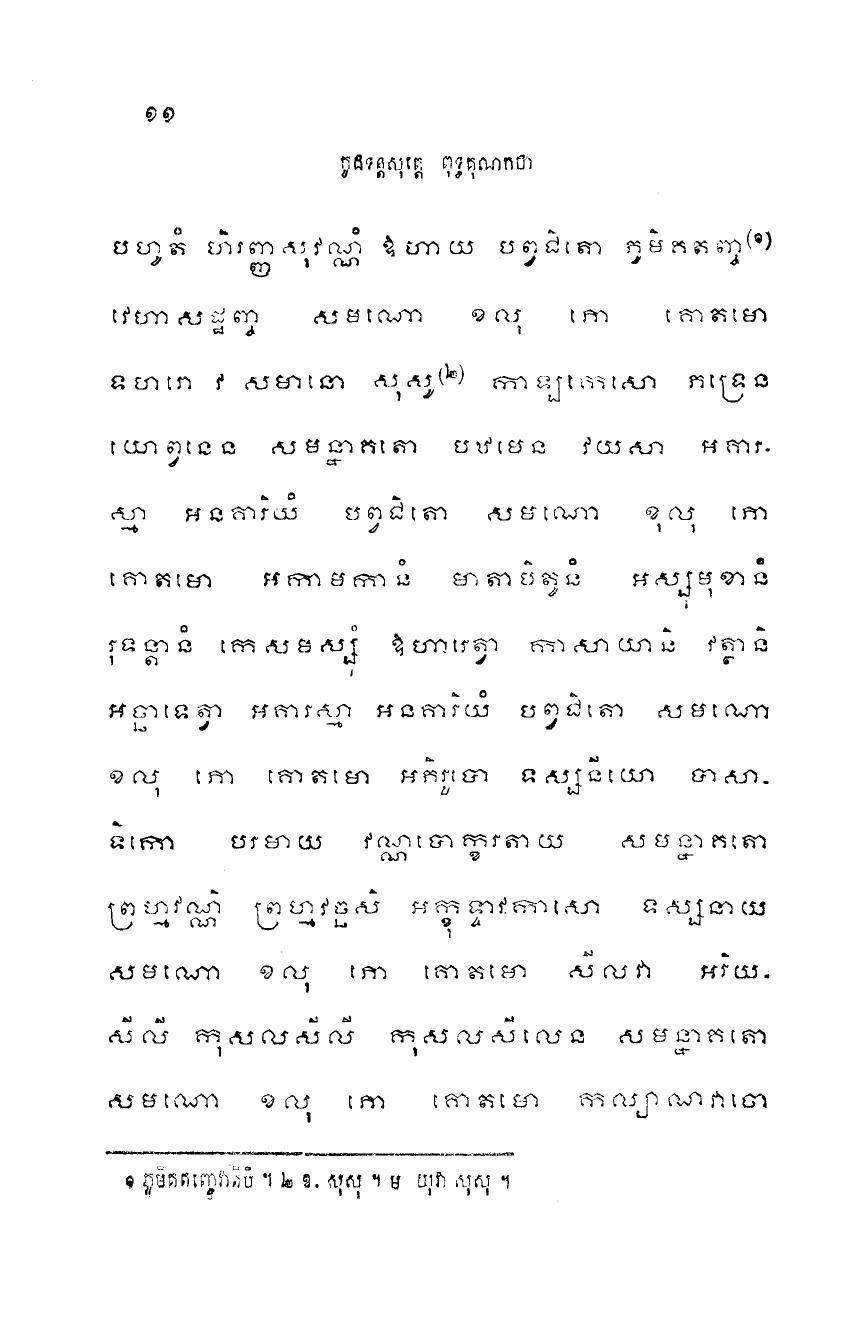 ១១
កូដទន្តសុត្តេ ពុទ្ធគុណកថា
បហូតំ ហិរញ្ញសុវណ្ណំ ឱហាយ បព្វជិតោ ភូមិគតញ្ច(១)
វេហាសដ្ឋញ្ច សមណោ ខលុ ភោ គោតមោ
ទហរោ វ សមានោ សុសូ(២) កាឡកេសោ ភទ្រេន
យោព្វនេន សមន្នាគតោ បឋមេន វយសា អគារ-
ស្មា អនគារិយំ បព្វជិតោ សមណោ ខុលុ ភោ
គោតមោ អកាមកានំ មាតាបិតូនំ អស្សុមុខានំ
រុទន្តានំ កេសមស្សុំ ឱហារេត្វា កាសាយានិ វត្ថានិ
អច្ឆាទេត្វា អគារស្មា អនគារិយំ បព្វជិតោ សមណោ
ខលុ ភោ គោតមោ អភិរូបោ ទស្សនីយោ បាសា-
ទិកោ បរមាយ វណ្ណបោក្ខរតាយ សមន្នាគតោ
ព្រហ្មវណ្ណិ ព្រហ្មវច្ឆសិ អក្ខុទ្ទាវកាសោ ទស្សនាយ
សមណោ ខលុ ភោ គោតមោ សីលវា អរិយ-
សីលី កុសលសីលី កុសលសីលេន សមន្នាគតោ
សមណោ ខលុ ភោ គោតមោ កល្យាណវាចោ
១ ភូមិគតញ្ចេវាតិបិ ។ ២ ឱ. សុសុ ។ ម យុវា សុសុ ។